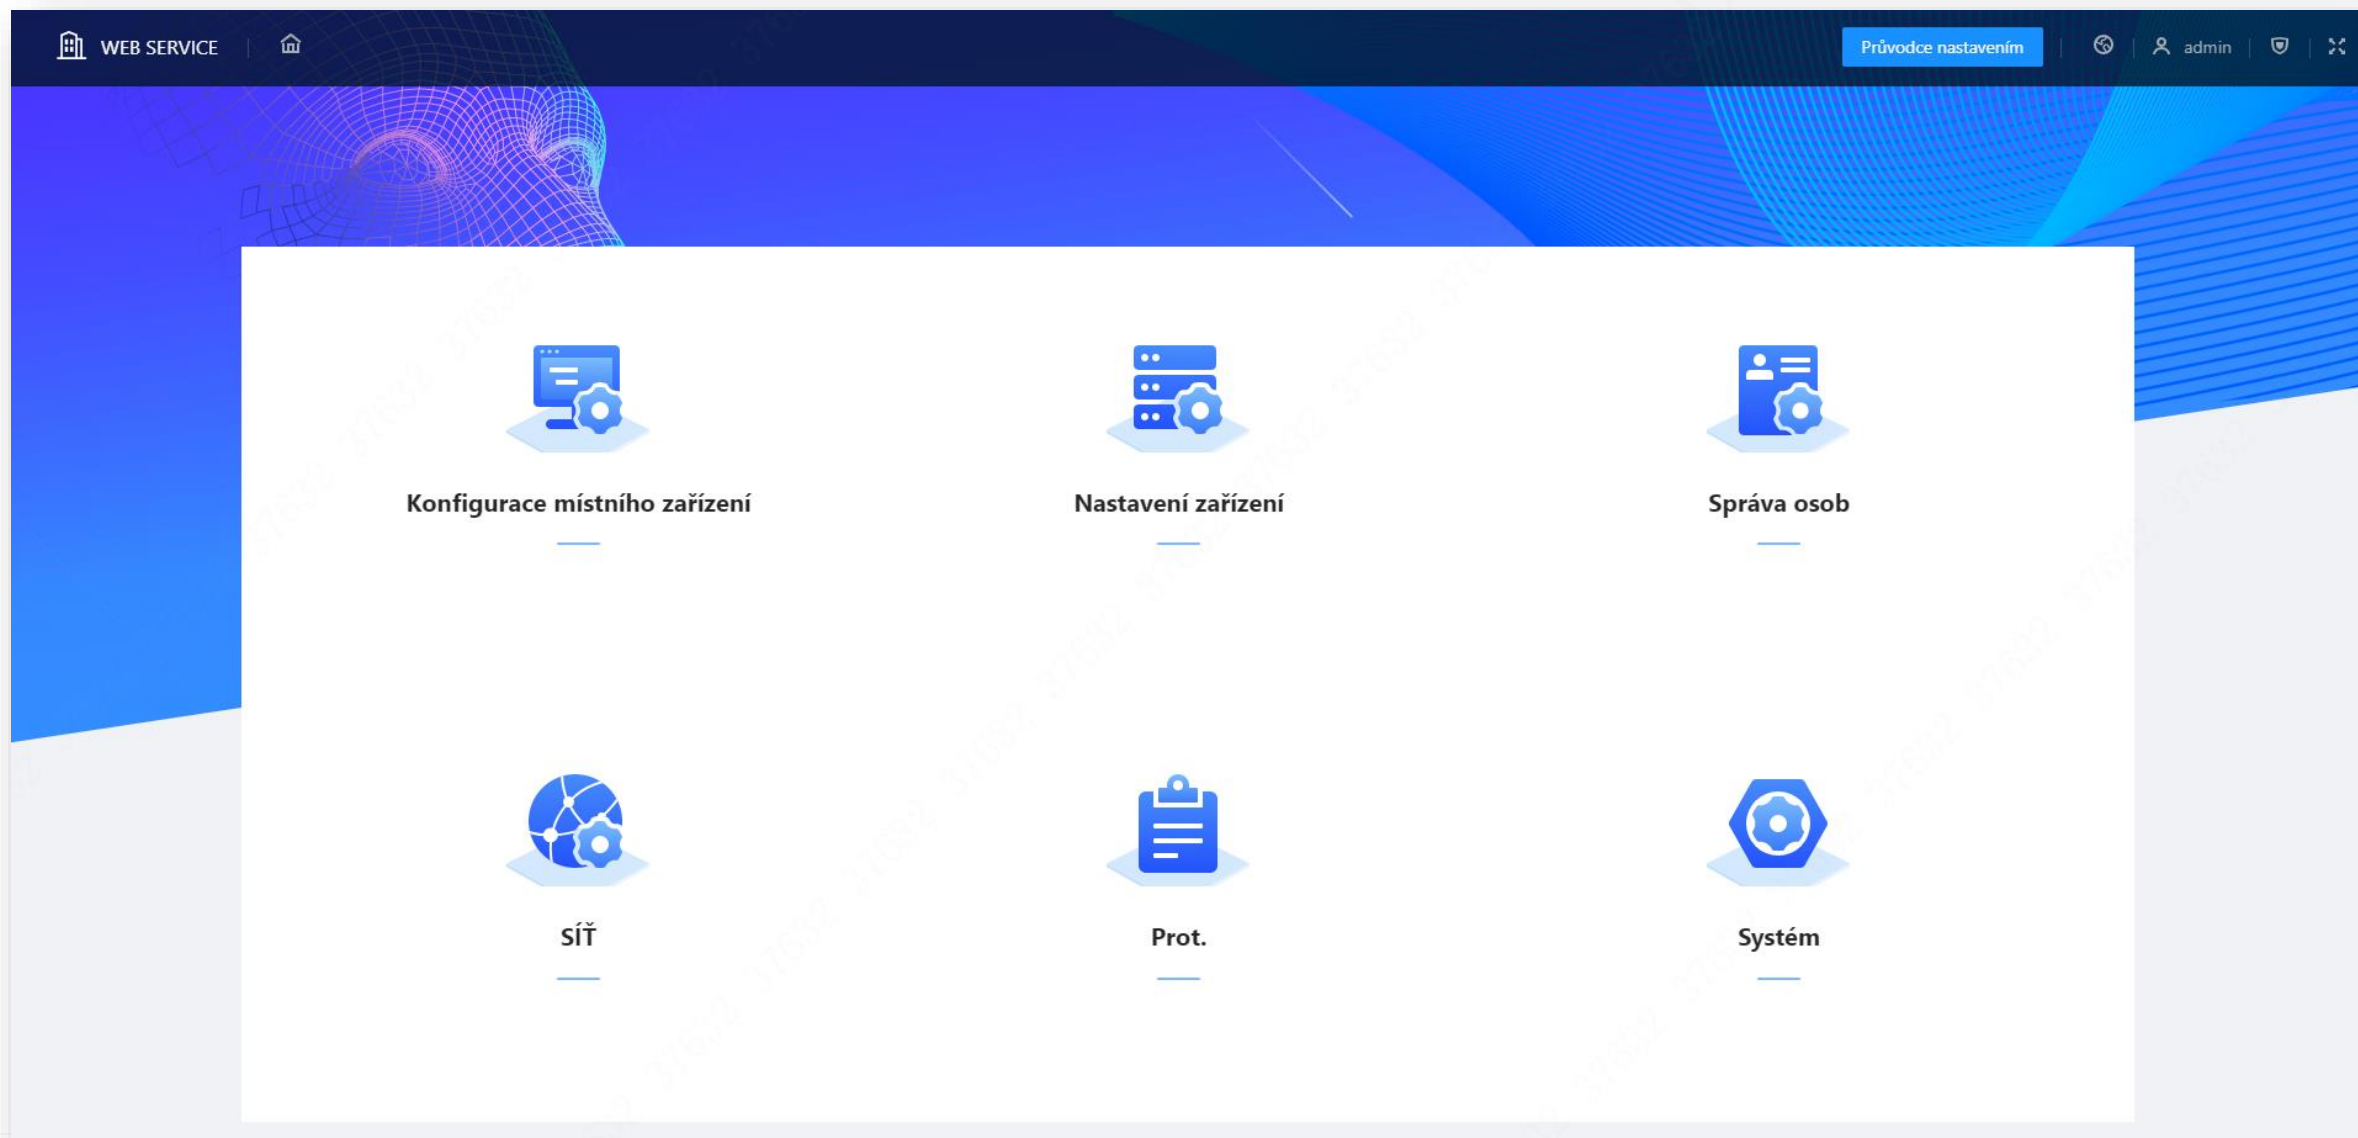 WEB SERVICE
Průvodce nastavením
admin
Konfigurace místního zařízení
Nastavení zařízení
Správa osob
SÍŤ
Prot.
Systém